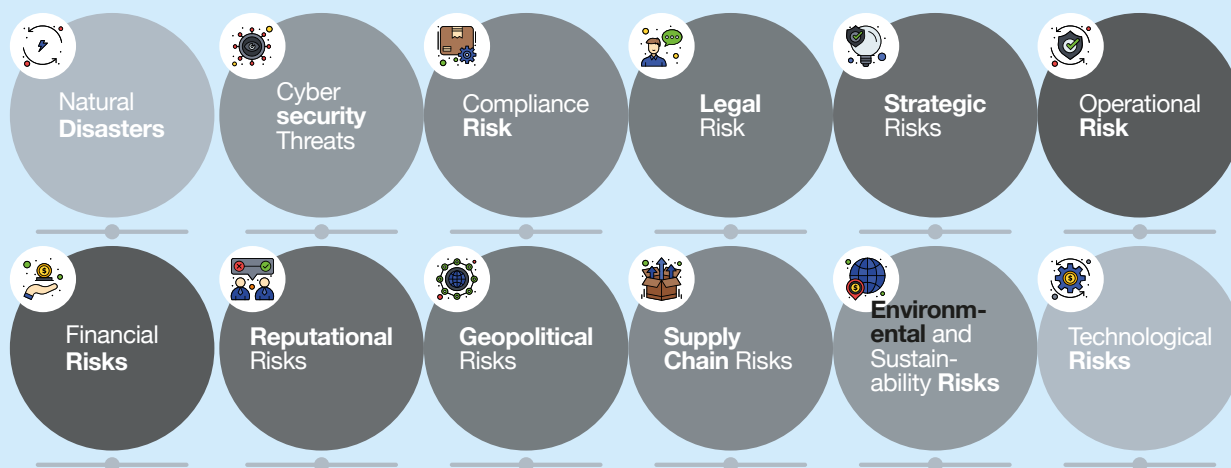 Natural
Disasters
Cyber
security
Threats
Compliance
Risk
Legal
Risk
Strategic
Risks
Operational
Risk
Financial
Risks
Reputational
Risks
Geopolitical
Risks
Supply
Chain Risks
Environm-
ental and
Sustain-
ability Risks
Technological
Risks